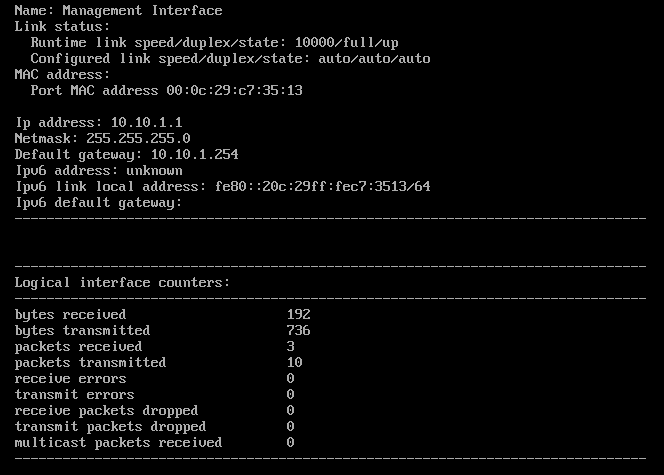 Name: Management Interface
Link status:
  Runtime link speed/duplex/state: 10000/full/up
  Configured link speed/duplex/state: auto/auto/auto
MAC address:
  Port MAC address 00:0c:29:c7:35:13

Ip address: 10.10.1.1
Netmask: 255.255.255.0
Default gateway: 10.10.1.254
Ipv6 address: unknown
Ipv6 link local address: fe80::20c:29ff:fec7:3513/64
Ipv6 default gateway:
-------------------------------------------------------------------------------


-------------------------------------------------------------------------------
Logical interface counters:
-------------------------------------------------------------------------------
bytes received                    192
bytes transmitted                 736
packets received                  3
packets transmitted               10
receive errors                    0
transmit errors                   0
receive packets dropped           0
transmit packets dropped          0
multicast packets received        0
-------------------------------------------------------------------------------